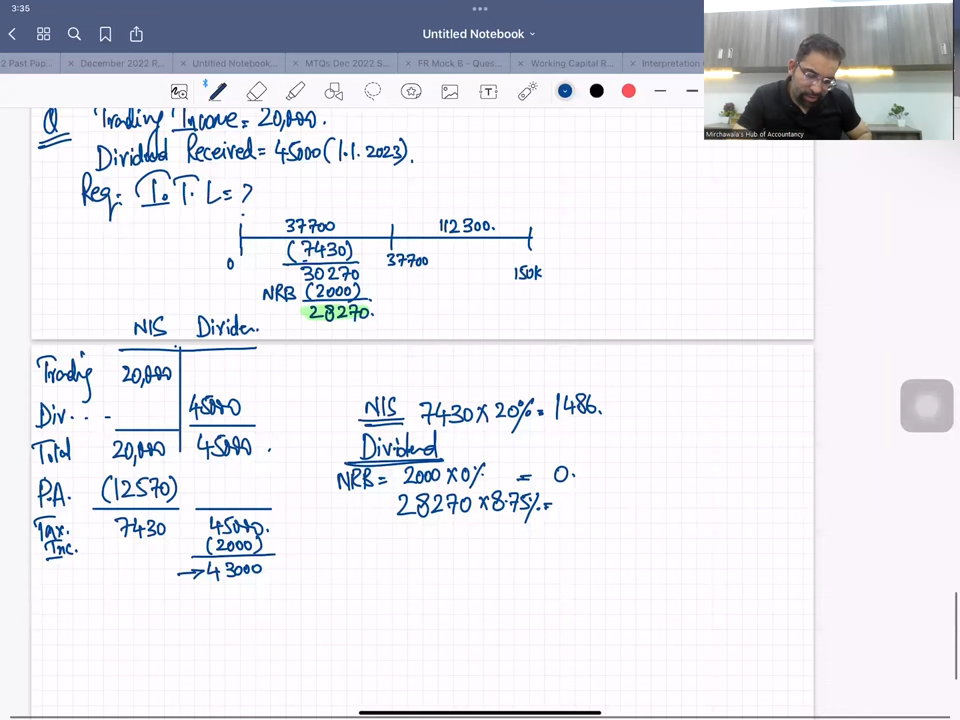 3:35
Untitled Notebook
2 Past Pap...
December 2022 R...
Untitled Notebook...
MTQs Dec 2022 S...
FR Mock B - Ques...
Working Capital R...
Interpretation
Mirchawala's Hub of Accountancy
Q Trading Income = 20,000.
Dividend Received = 45000 (1.1.2023).
Req: I.T.L = ?
37700 112300.
0 (7430) 37700 150k
30270
NRB (2000)
28270.
NIS Dividen.
Trading 20,000
Div... - 45000
Total 20,000 45000.
P.A. (12570)
Tax. Inc. 7430 45000.
(2000)
→ 43000
NIS 7430 × 20% = 1486.
Dividend
NRB = 2000 × 0% = 0.
28270 × 8.75% =